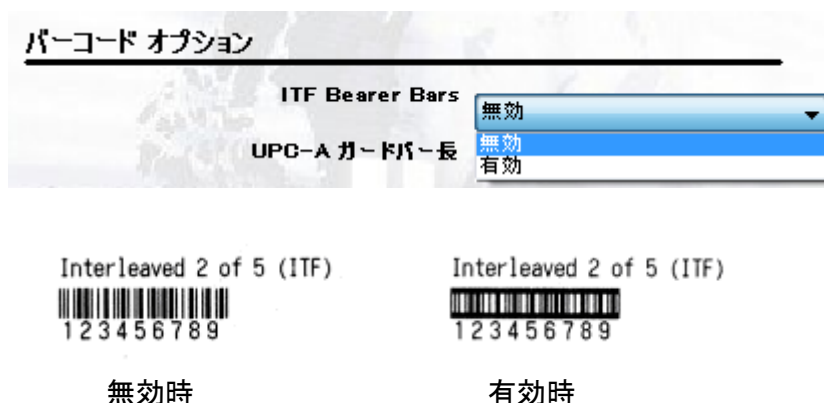 バーコード オプション
ITF Bearer Bars
無効
UPC-A ガードバー長
無効
有効
Interleaved 2 of 5 (ITF)
Interleaved 2 of 5 (ITF)
123456789
123456789
無効時
有効時